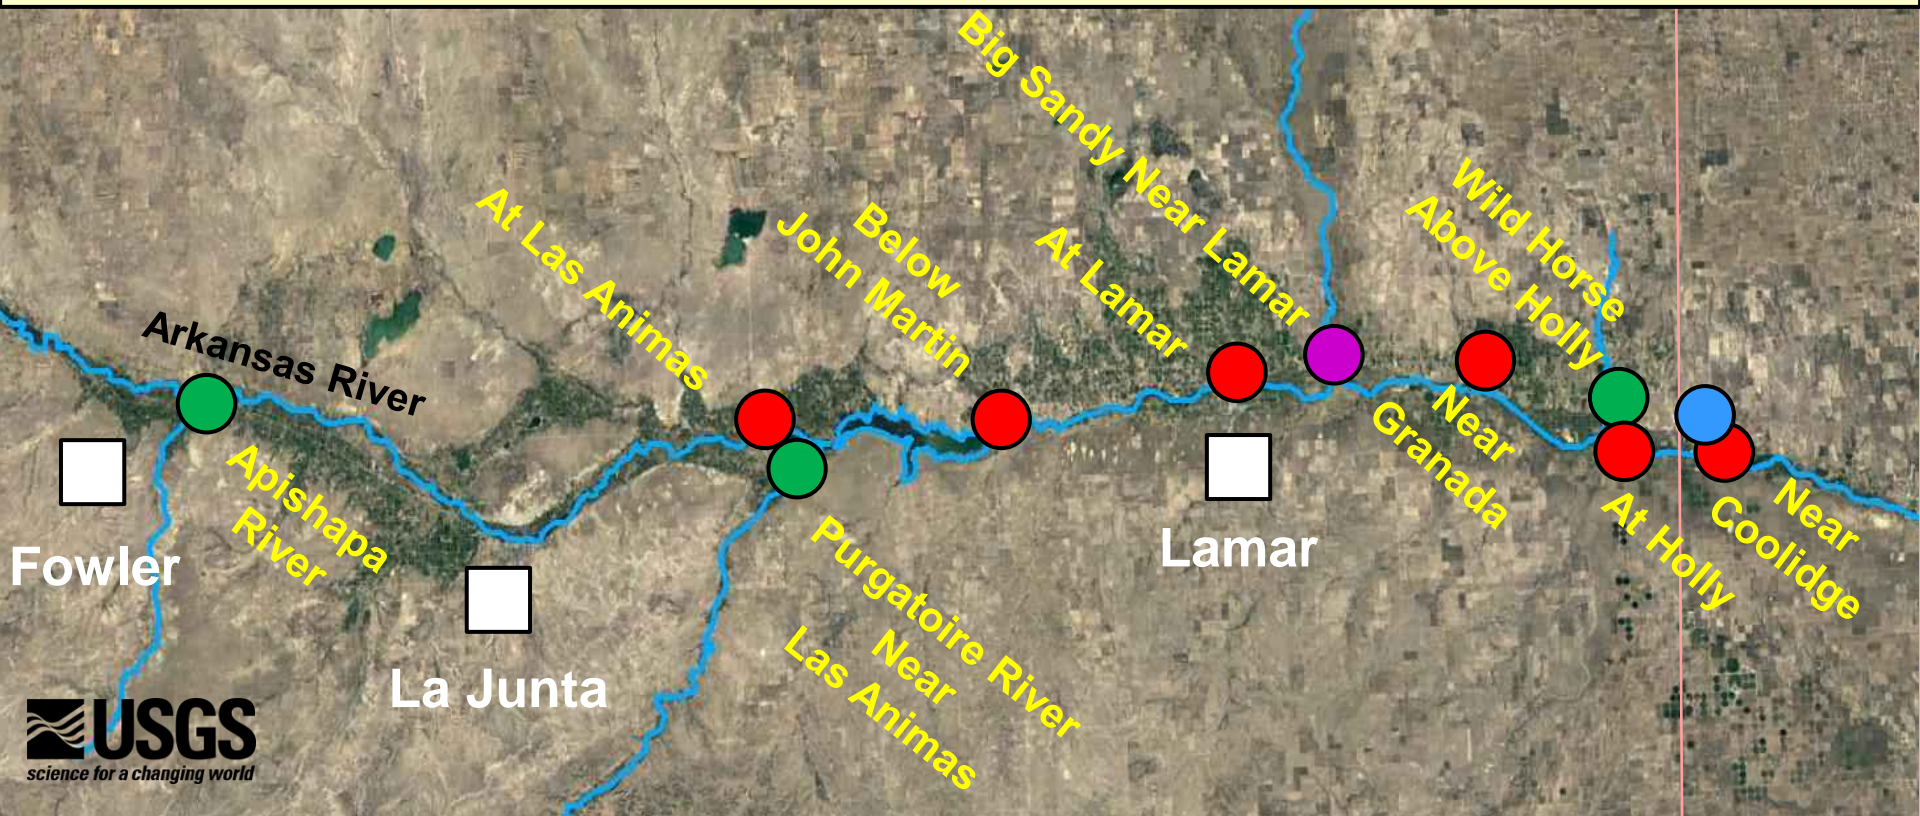 Big Sandy Near Lamar
Wild Horse
Above Holly
At Las Animas
Below
John Martin
At Lamar
Arkansas River
Near
Granada
Apishapa
River
Near
Coolidge
At Holly
Fowler
Lamar
Purgatoire River
Near
Las Animas
La Junta
USGS
science for a changing world